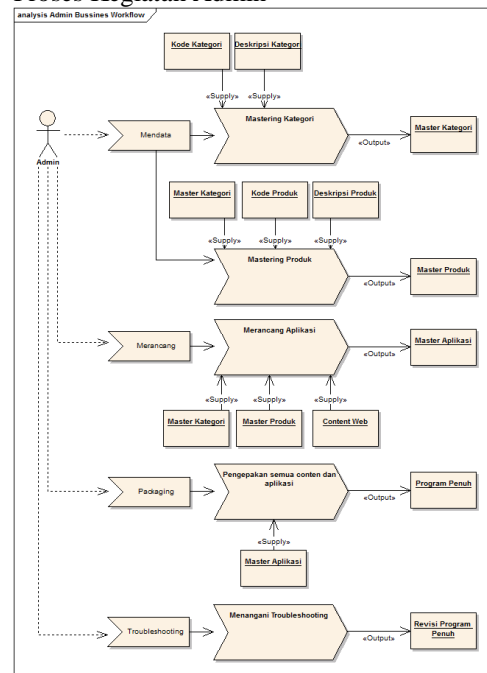 Proses Kegiatan Admin
analysis Admin Bussines Workflow
Kode Kategori
Deskripsi Kategori
«Supply»
«Supply»
Mastering Kategori
Admin
Mendata
«Output»
Master Kategori
Master Kategori
Kode Produk
Deskripsi Produk
«Supply»
«Supply»
«Supply»
Mastering Produk
«Output»
Master Produk
Merancang
Merancang Aplikasi
«Output»
Master Aplikasi
«Supply»
«Supply»
«Supply»
Master Kategori
Master Produk
Content Web
Packaging
Pengepakan semua conten dan
aplikasi
«Output»
Program Penuh
«Supply»
Master Aplikasi
Troubleshooting
Menangani Troubleshooting
«Output»
Revisi Program
Penuh